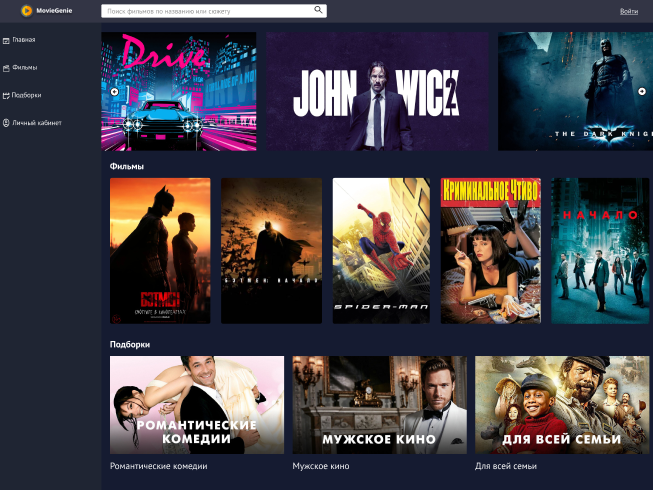 MovieGenie
Поиск фильмов по названию или сюжету
Войти
Главная
Фильмы
Подборки
Личный кабинет
Drive
JOHN WICK 2
THE DARK KNIG
Фильмы
БЭТМЕН
БЭТМЕН: НАЧАЛО
SPIDER-MAN
Криминальное Чтиво
НАЧАЛО
Подборки
РОМАНТИЧЕСКИЕ
КОМЕДИИ
МУЖСКОЕ КИНО
ДЛЯ ВСЕЙ СЕМЬИ
Романтические комедии
Мужское кино
Для всей семьи